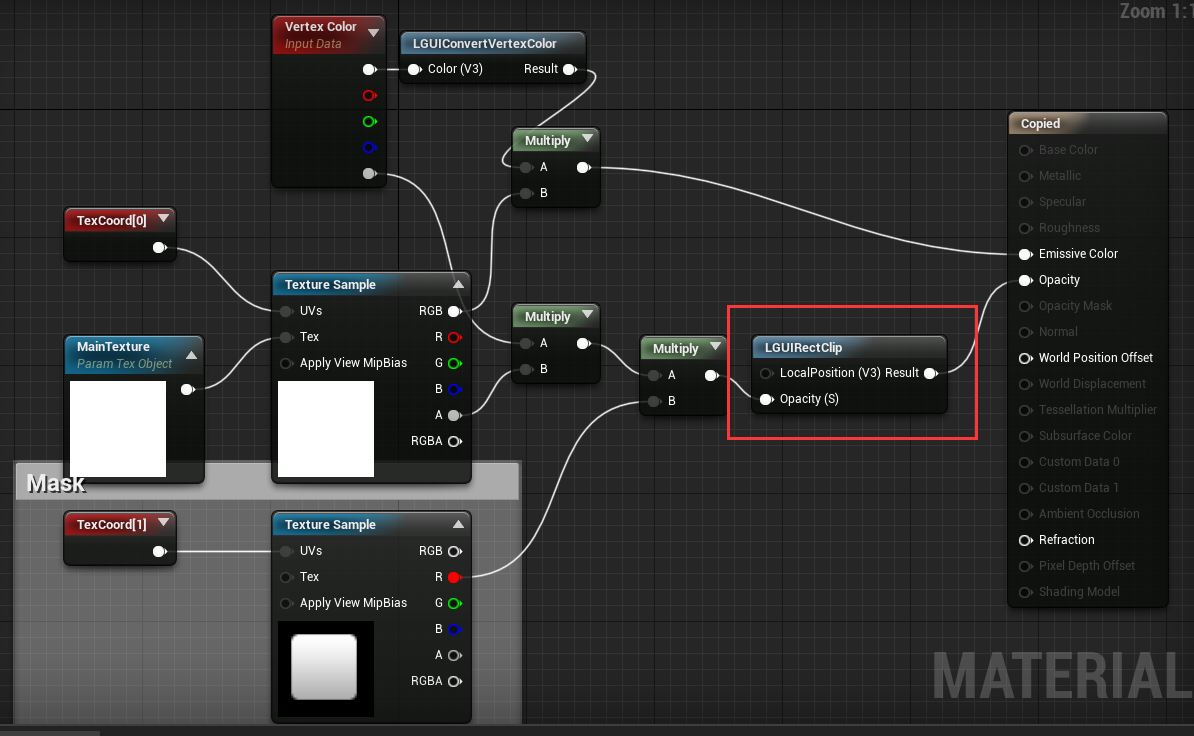 Zoom 1:1
Vertex Color
Input Data
LGUIConvertVertexColor
Color (V3) Result
Multiply
A
B
Copied
Base Color
Metallic
Specular
Roughness
Emissive Color
Opacity
Opacity Mask
Normal
World Position Offset
World Displacement
Tessellation Multiplier
Subsurface Color
Custom Data 0
Custom Data 1
Ambient Occlusion
Refraction
Pixel Depth Offset
Shading Model
TexCoord[0]
Texture Sample
UVs RGB
Tex R
Apply View MipBias G
B
A
RGBA
MainTexture
Param Tex Object
Multiply
A
B
Multiply
A
B
LGUIRectClip
LocalPosition (V3) Result
Opacity (S)
Mask
TexCoord[1]
Texture Sample
UVs RGB
Tex R
Apply View MipBias G
B
A
RGBA
MATERIAL